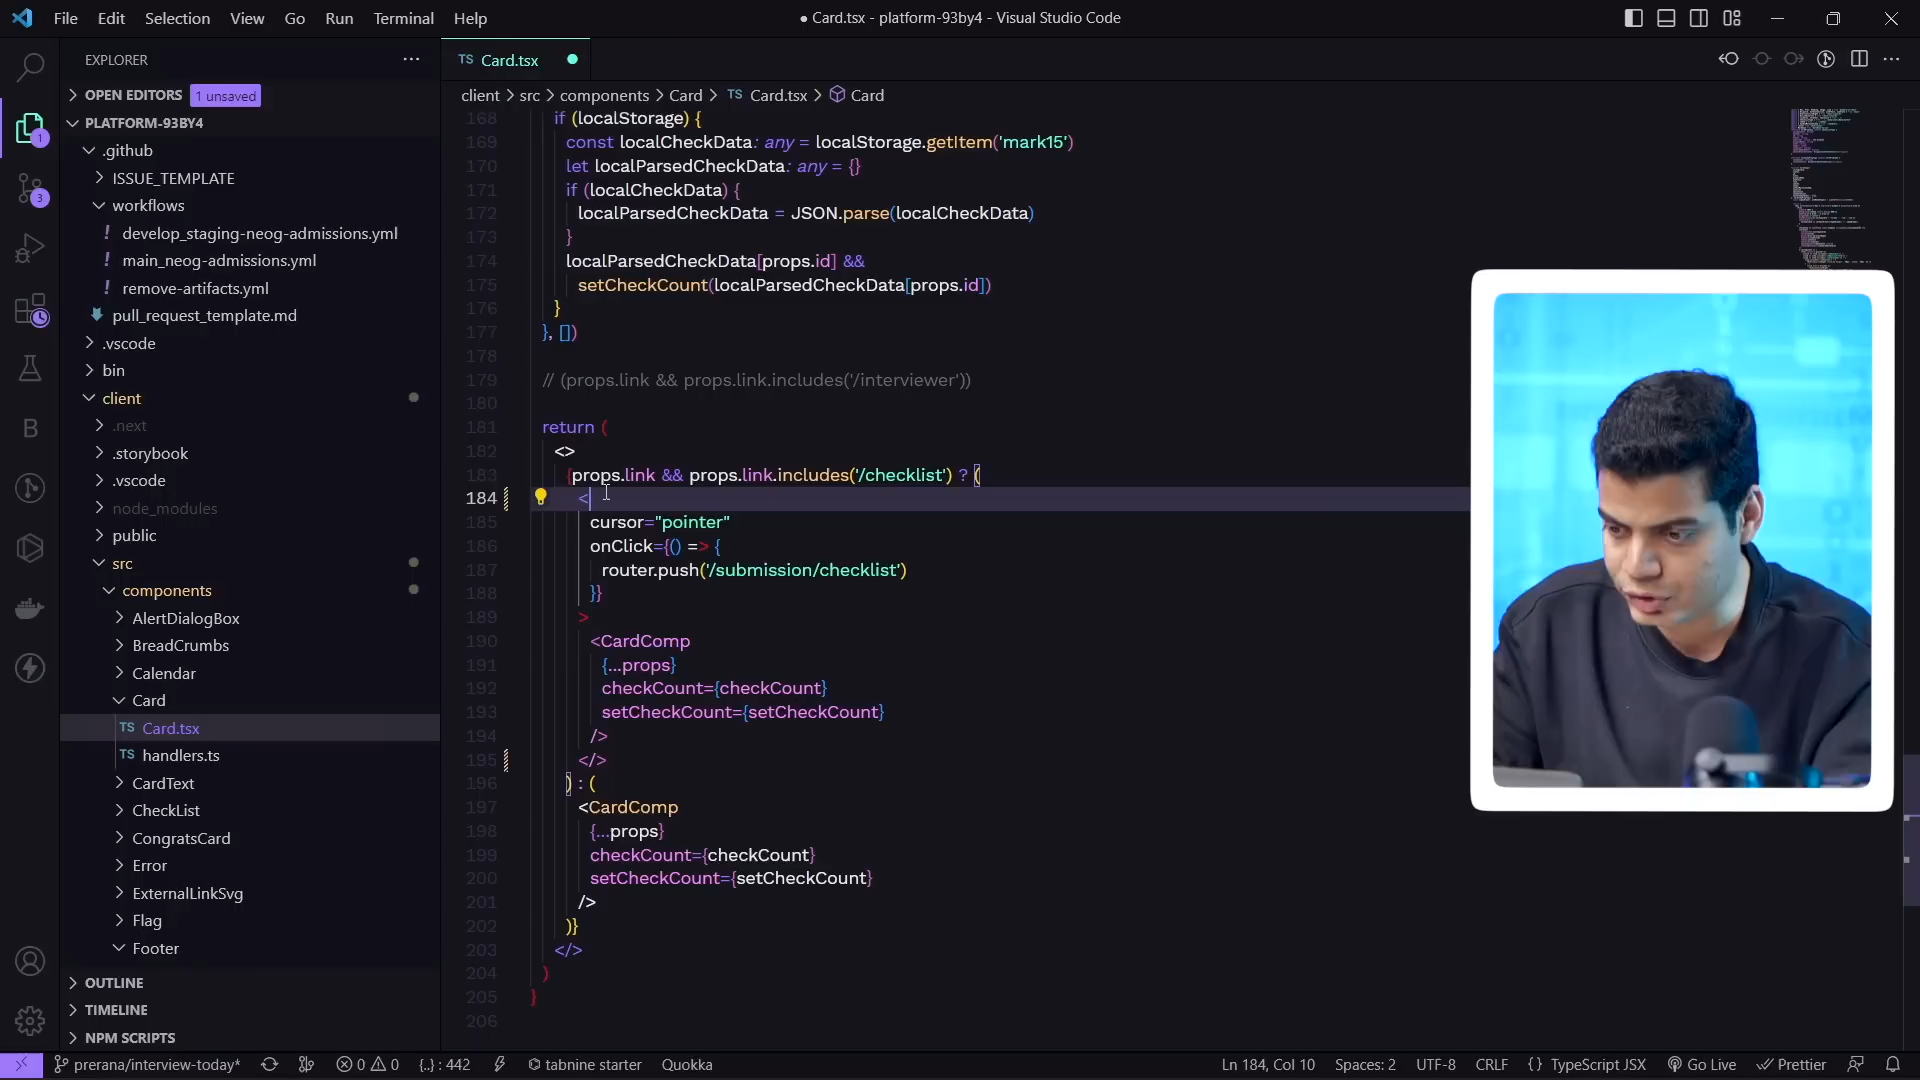 File Edit Selection View Go Run Terminal Help
● Card.tsx - platform-93by4 - Visual Studio Code
EXPLORER
OPEN EDITORS 1 unsaved
PLATFORM-93BY4
.github
ISSUE_TEMPLATE
workflows
! develop_staging-neog-admissions.yml
! main_neog-admissions.yml
! remove-artifacts.yml
pull_request_template.md
.vscode
bin
client
.next
.storybook
.vscode
node_modules
public
src
components
AlertDialogBox
BreadCrumbs
Calendar
Card
TS Card.tsx
TS handlers.ts
CardText
CheckList
CongratsCard
Error
ExternalLinkSvg
Flag
Footer
OUTLINE
TIMELINE
NPM SCRIPTS
1
3
B
TS Card.tsx
client > src > components > Card > TS Card.tsx > Card
168 if (localStorage) {
169 const localCheckData: any = localStorage.getItem('mark15')
170 let localParsedCheckData: any = {}
171 if (localCheckData) {
172 localParsedCheckData = JSON.parse(localCheckData)
173 }
174 localParsedCheckData[props.id] &&
175 setCheckCount(localParsedCheckData[props.id])
176 }
177 }, [])
178
179 // (props.link && props.link.includes('/interviewer'))
180
181 return (
182 <>
183 {props.link && props.link.includes('/checklist') ? (
184 <
185 cursor="pointer"
186 onClick={() => {
187 router.push('/submission/checklist')
188 }}
189 >
190 <CardComp
191 {...props}
192 checkCount={checkCount}
193 setCheckCount={setCheckCount}
194 />
195 </>
196 ) : (
197 <CardComp
198 {...props}
199 checkCount={checkCount}
200 setCheckCount={setCheckCount}
201 />
202 )}
203 </>
204 )
205 }
206
prerana/interview-today* 0 0 {..} : 442 tabnine starter Quokka Ln 184, Col 10 Spaces: 2 UTF-8 CRLF {} TypeScript JSX Go Live Prettier